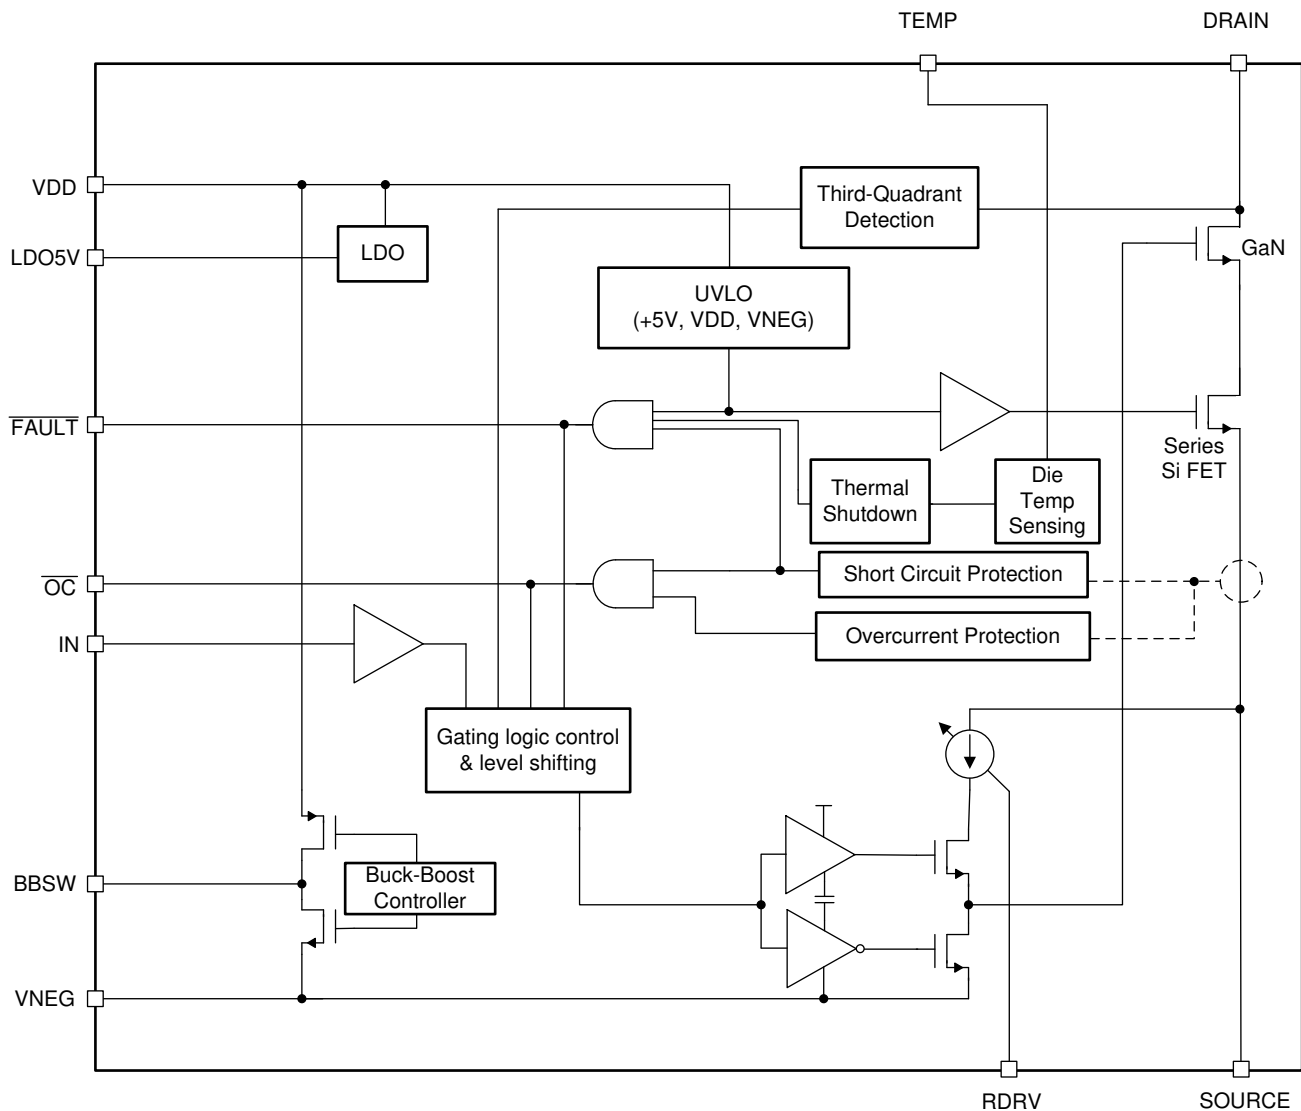 TEMP
DRAIN
VDD
Third-Quadrant
Detection
LDO5V
LDO
GaN
UVLO
(+5V, VDD, VNEG)
FAULT
Series
Si FET
Thermal
Shutdown
Die
Temp
Sensing
OC
Short Circuit Protection
IN
Overcurrent Protection
Gating logic control
& level shifting
BBSW
Buck-Boost
Controller
VNEG
RDRV
SOURCE